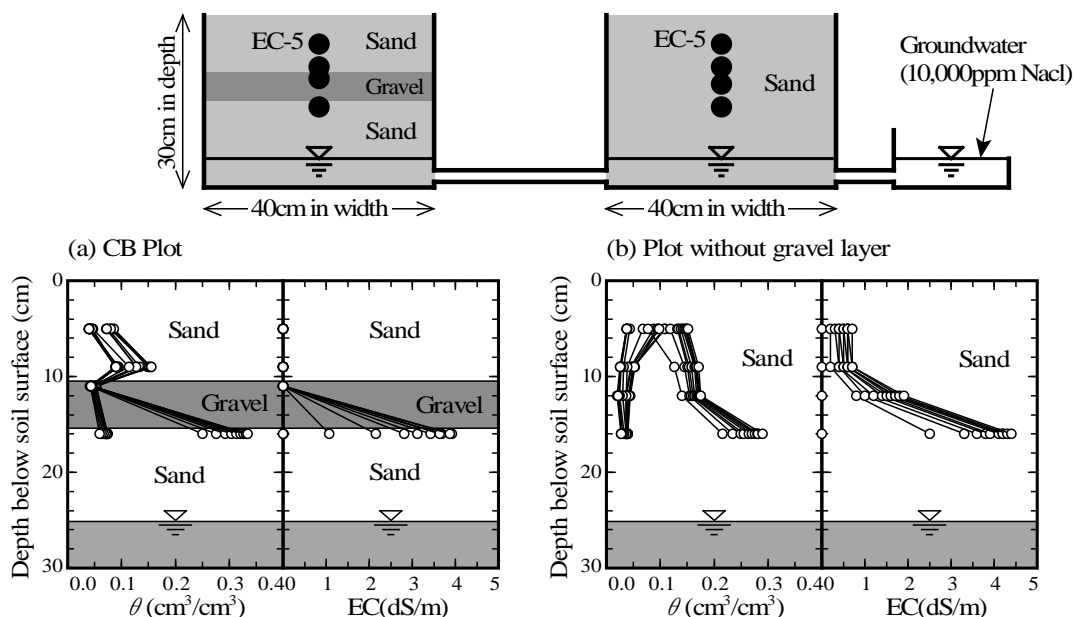 EC-5
Sand
Gravel
Sand
30cm in depth
40cm in width
EC-5
Sand
40cm in width
Groundwater
(10,000ppm Nacl)
(a) CB Plot
Depth below soil surface (cm)
0
10
20
30
Sand
Gravel
Sand
0.0 0.1 0.2 0.3 0.4
θ (cm³/cm³)
Sand
Gravel
Sand
0 1 2 3 4 5
EC(dS/m)
(b) Plot without gravel layer
Depth below soil surface (cm)
0
10
20
30
Sand
0.0 0.1 0.2 0.3 0.4
θ (cm³/cm³)
Sand
0 1 2 3 4 5
EC(dS/m)